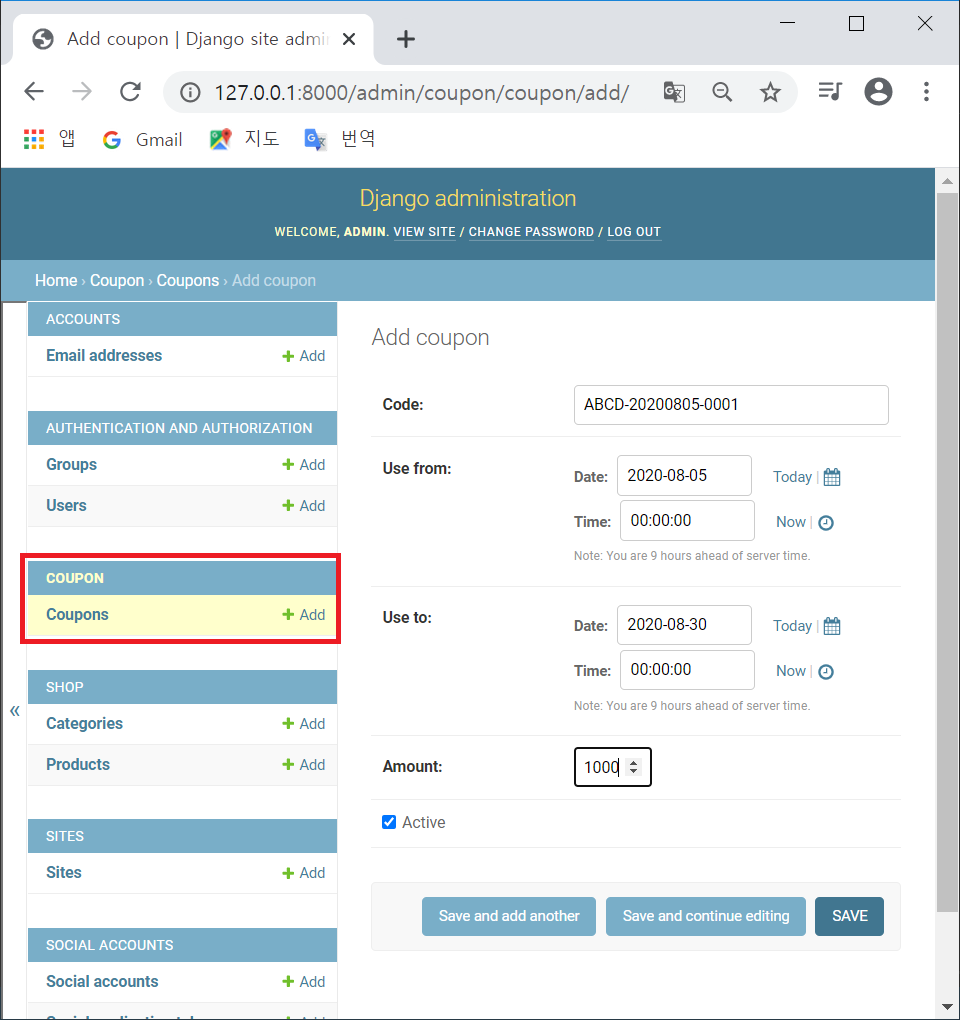 Add coupon | Django site admi
127.0.0.1:8000/admin/coupon/coupon/add/
앱 Gmail 지도 번역
Django administration
WELCOME, ADMIN. VIEW SITE / CHANGE PASSWORD / LOG OUT
Home › Coupon › Coupons › Add coupon
ACCOUNTS
Email addresses Add
AUTHENTICATION AND AUTHORIZATION
Groups Add
Users Add
COUPON
Coupons Add
SHOP
Categories Add
Products Add
SITES
Sites Add
SOCIAL ACCOUNTS
Social accounts Add
«
Add coupon
Code: ABCD-20200805-0001
Use from: Date: 2020-08-05 Today |
Time: 00:00:00 Now |
Note: You are 9 hours ahead of server time.
Use to: Date: 2020-08-30 Today |
Time: 00:00:00 Now |
Note: You are 9 hours ahead of server time.
Amount: 1000
Active
Save and add another Save and continue editing SAVE